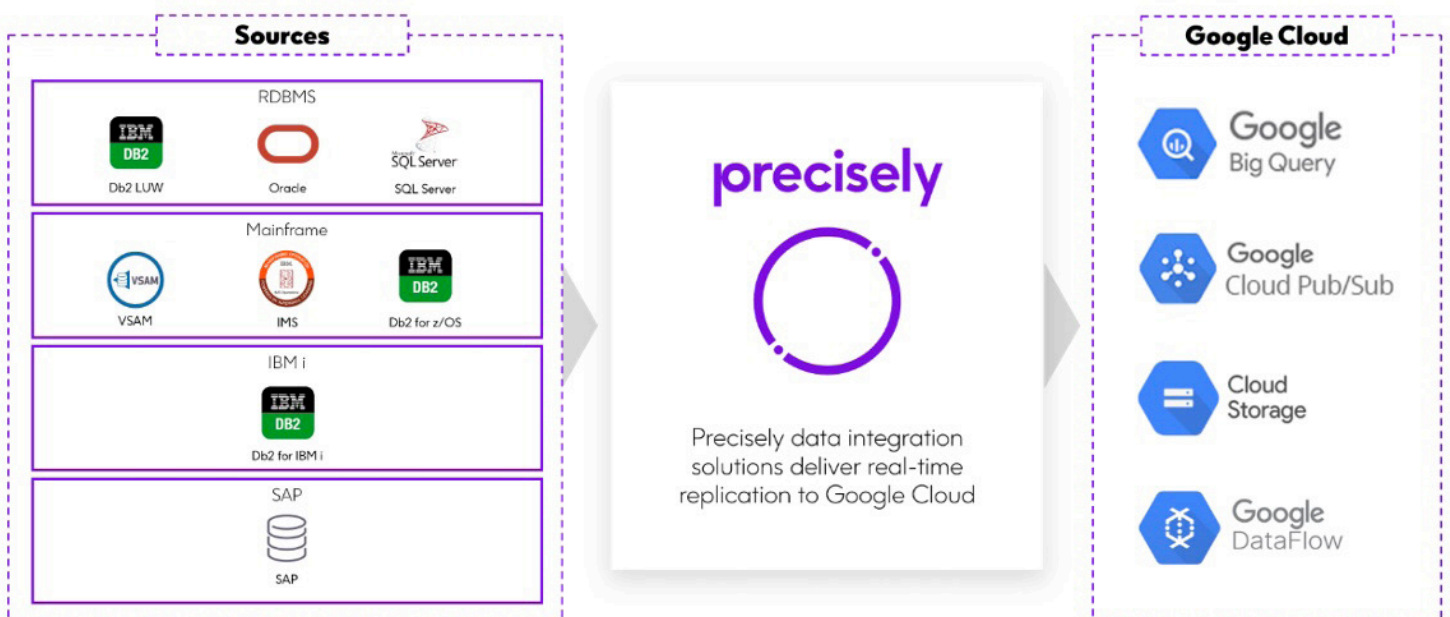 Sources
RDBMS
IBM
DB2
Db2 LUW
Oracle
Microsoft
SQL Server
SQL Server
Mainframe
VSAM
VSAM
IBM
IMS
IBM
DB2
Db2 for z/OS
IBM i
IBM
DB2
Db2 for IBM i
SAP
SAP
precisely
Precisely data integration
solutions deliver real-time
replication to Google Cloud
Google Cloud
Google
Big Query
Google
Cloud Pub/Sub
Cloud
Storage
Google
DataFlow